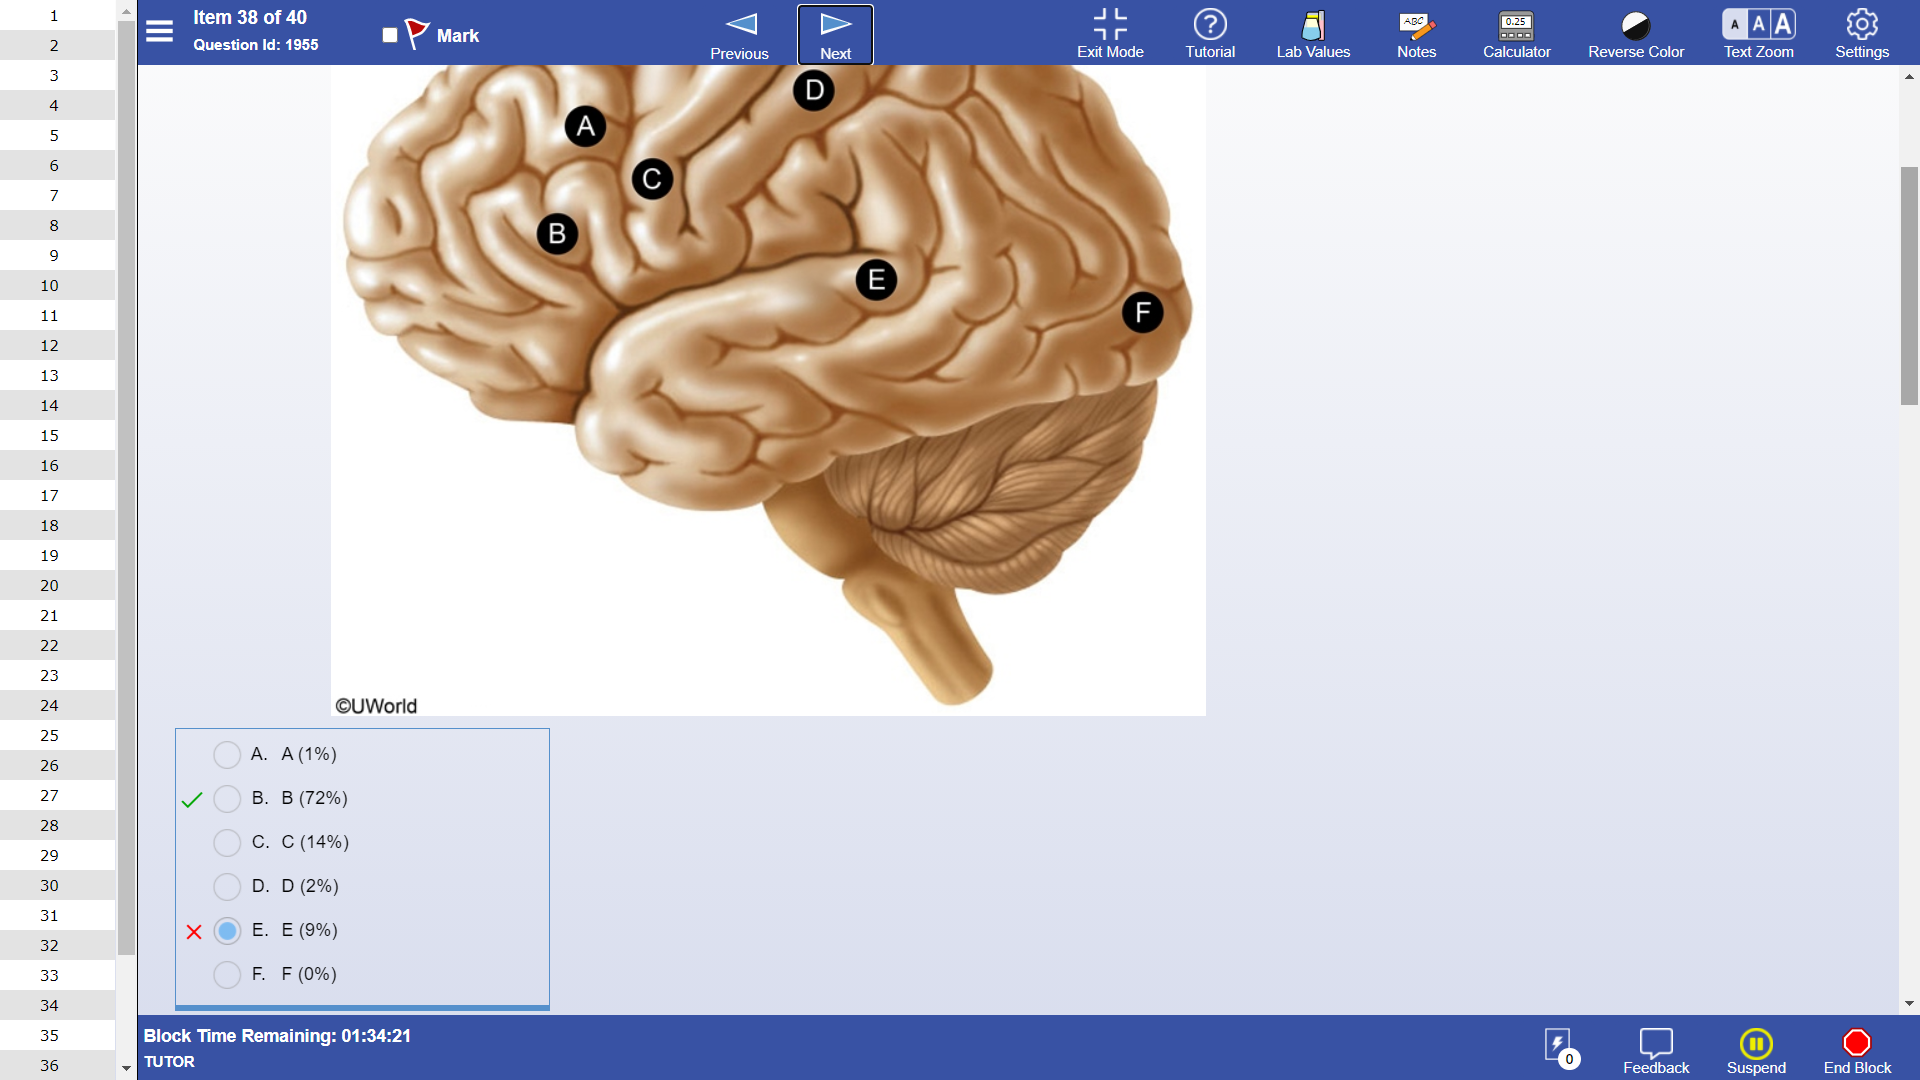 Item 38 of 40
Question Id: 1955
Mark
Previous
Next
Exit Mode
Tutorial
Lab Values
ABC
Notes
0.25
Calculator
Reverse Color
A A A
Text Zoom
Settings
1
2
3
4
5
6
7
8
9
10
11
12
13
14
15
16
17
18
19
20
21
22
23
24
25
26
27
28
29
30
31
32
33
34
35
36
D
A
C
B
E
F
©UWorld
A. A (1%)
B. B (72%)
C. C (14%)
D. D (2%)
E. E (9%)
F. F (0%)
Block Time Remaining: 01:34:21
TUTOR
0
Feedback
Suspend
End Block